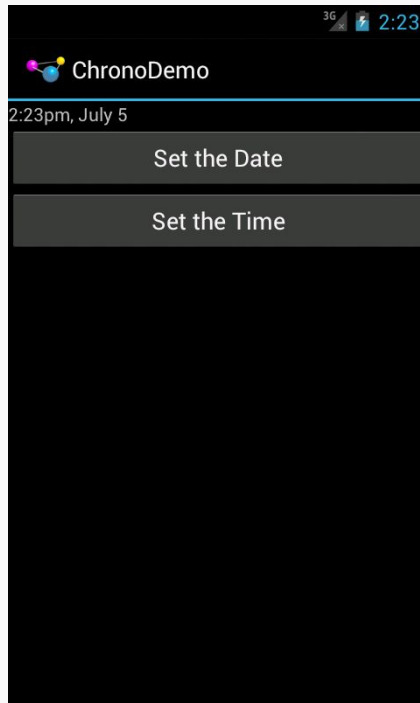 3G 2:23
ChronoDemo
2:23pm, July 5
Set the Date
Set the Time